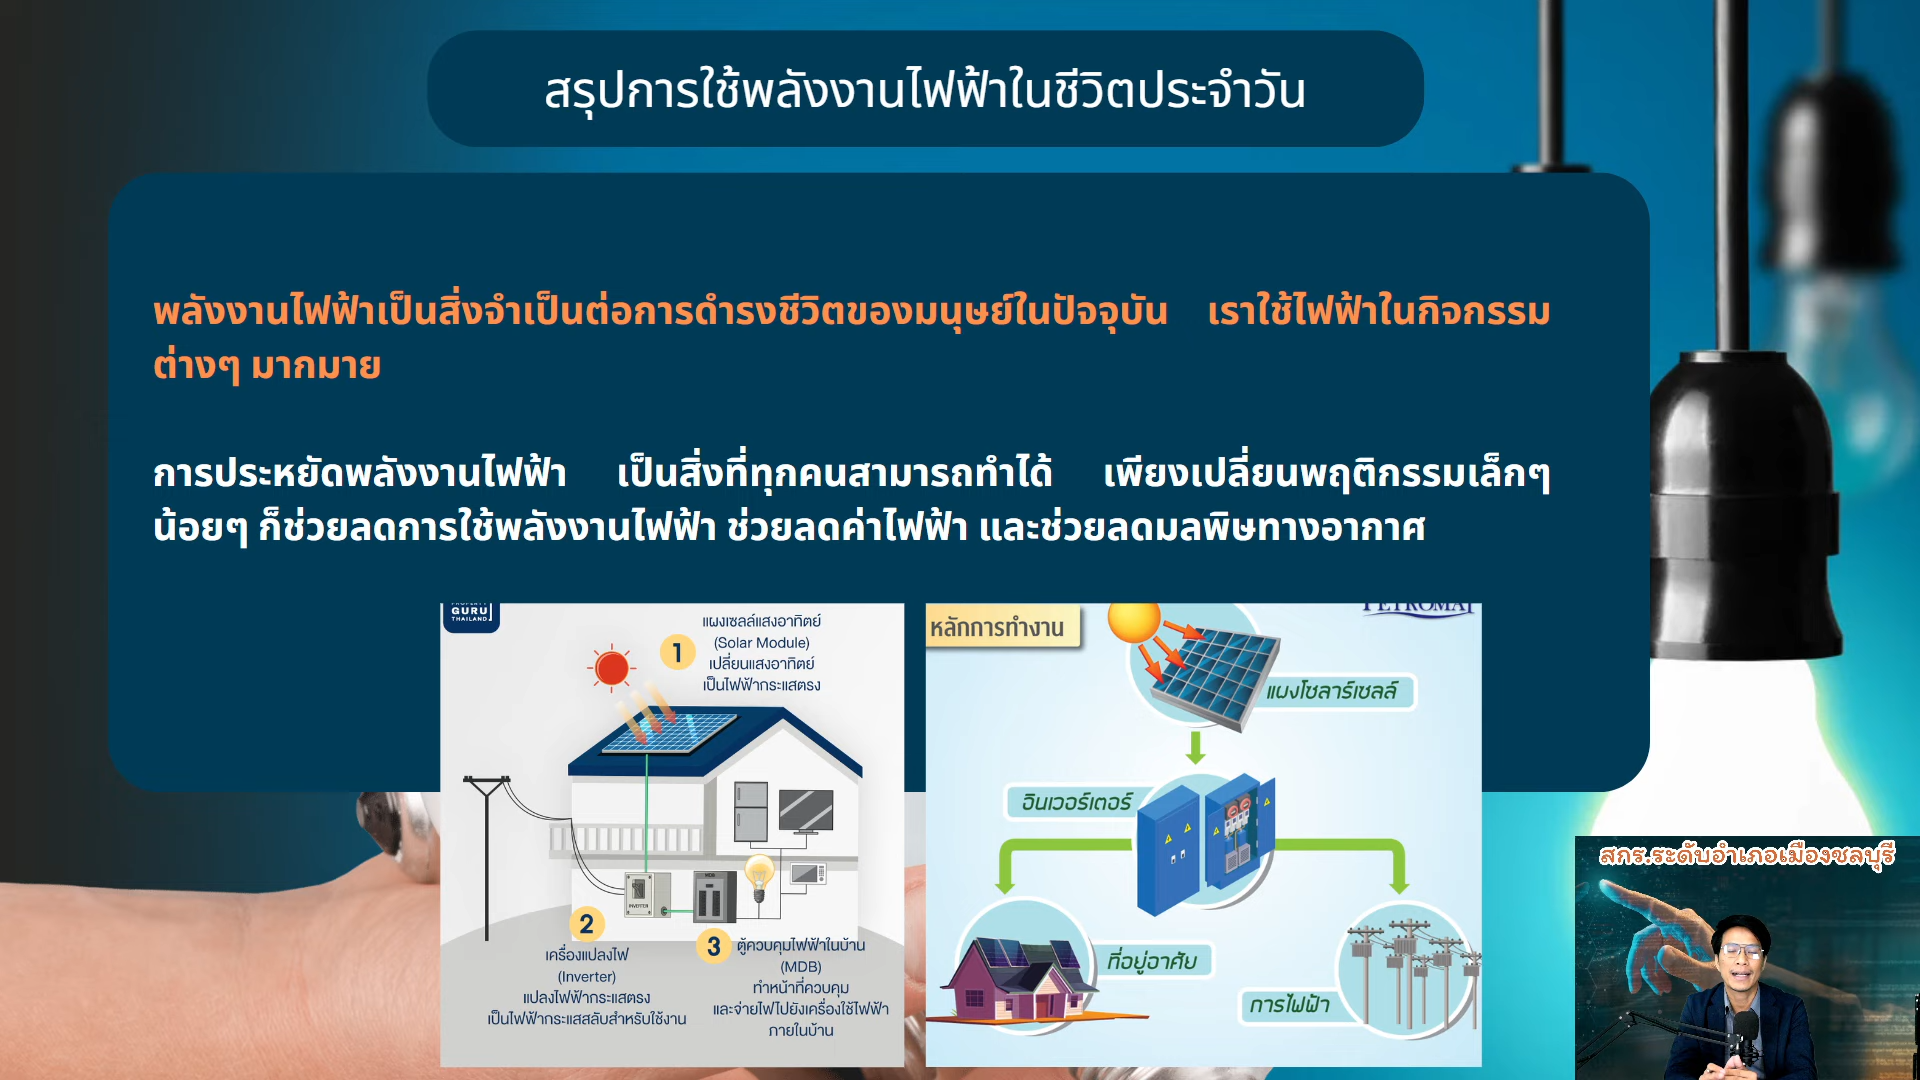 สรุปการใช้พลังงานไฟฟ้าในชีวิตประจำวัน
พลังงานไฟฟ้าเป็นสิ่งจำเป็นต่อการดำรงชีวิตของมนุษย์ในปัจจุบัน เราใช้ไฟฟ้าในกิจกรรม
ต่างๆ มากมาย
การประหยัดพลังงานไฟฟ้า เป็นสิ่งที่ทุกคนสามารถทำได้ เพียงเปลี่ยนพฤติกรรมเล็กๆ
น้อยๆ ก็ช่วยลดการใช้พลังงานไฟฟ้า ช่วยลดค่าไฟฟ้า และช่วยลดมลพิษทางอากาศ
GURU
THAILAND
1
แผงเซลล์แสงอาทิตย์
(Solar Module)
เปลี่ยนแสงอาทิตย์
เป็นไฟฟ้ากระแสตรง
INVERTER
MDB
2
เครื่องแปลงไฟ
(Inverter)
แปลงไฟฟ้ากระแสตรง
เป็นไฟฟ้ากระแสสลับสำหรับใช้งาน
3
ตู้ควบคุมไฟฟ้าในบ้าน
(MDB)
ทำหน้าที่ควบคุม
และจ่ายไฟไปยังเครื่องใช้ไฟฟ้า
ภายในบ้าน
หลักการทำงาน
PETROMAT
แผงโซลาร์เซลล์
อินเวอร์เตอร์
ที่อยู่อาศัย
การไฟฟ้า
สกร.ระดับอำเภอเมืองชลบุรี